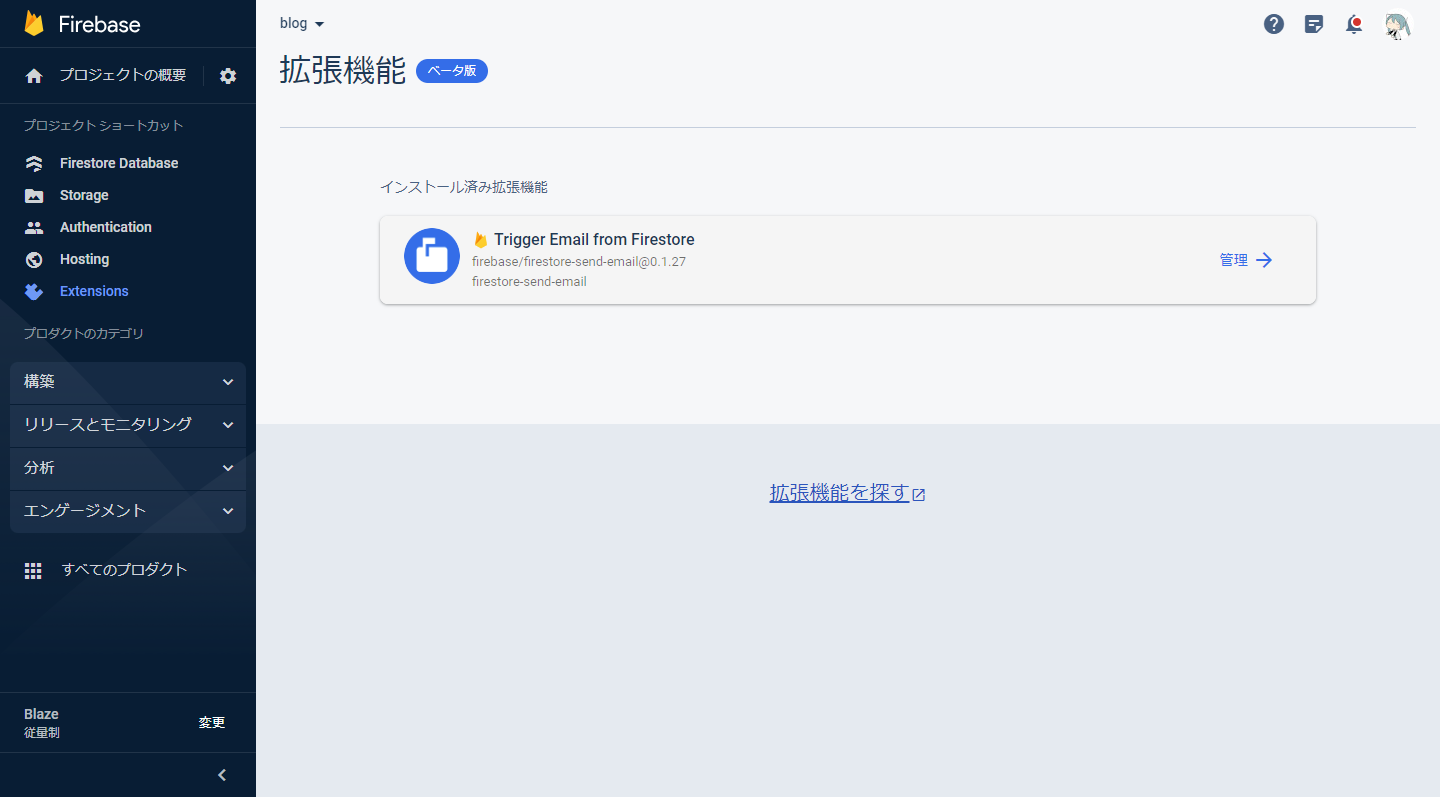 Firebase
プロジェクトの概要
プロジェクト ショートカット
Firestore Database
Storage
Authentication
Hosting
Extensions
プロダクトのカテゴリ
構築
リリースとモニタリング
分析
エンゲージメント
すべてのプロダクト
Blaze
従量制
変更
blog
拡張機能
ベータ版
インストール済み拡張機能
Trigger Email from Firestore
firebase/firestore-send-email@0.1.27
firestore-send-email
管理
拡張機能を探す